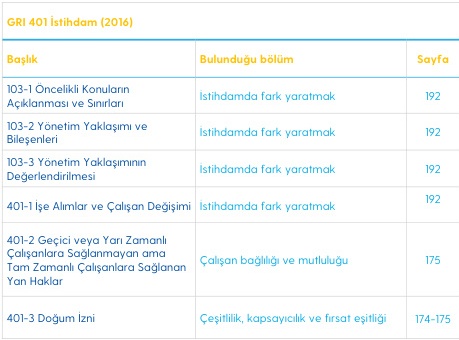 GRI 401 İstihdam (2016)
Başlık Bulunduğu bölüm Sayfa
103-1 Öncelikli Konuların
Açıklanması ve Sınırları
İstihdamda fark yaratmak 192
103-2 Yönetim Yaklaşımı ve
Bileşenleri
İstihdamda fark yaratmak 192
103-3 Yönetim Yaklaşımının
Değerlendirilmesi
İstihdamda fark yaratmak 192
401-1 İşe Alımlar ve Çalışan Değişimi İstihdamda fark yaratmak 192
401-2 Geçici veya Yarı Zamanlı
Çalışanlara Sağlanmayan ama
Tam Zamanlı Çalışanlara Sağlanan
Yan Haklar
Çalışan bağlılığı ve mutluluğu 175
401-3 Doğum İzni Çeşitlilik, kapsayıcılık ve fırsat eşitliği 174-175